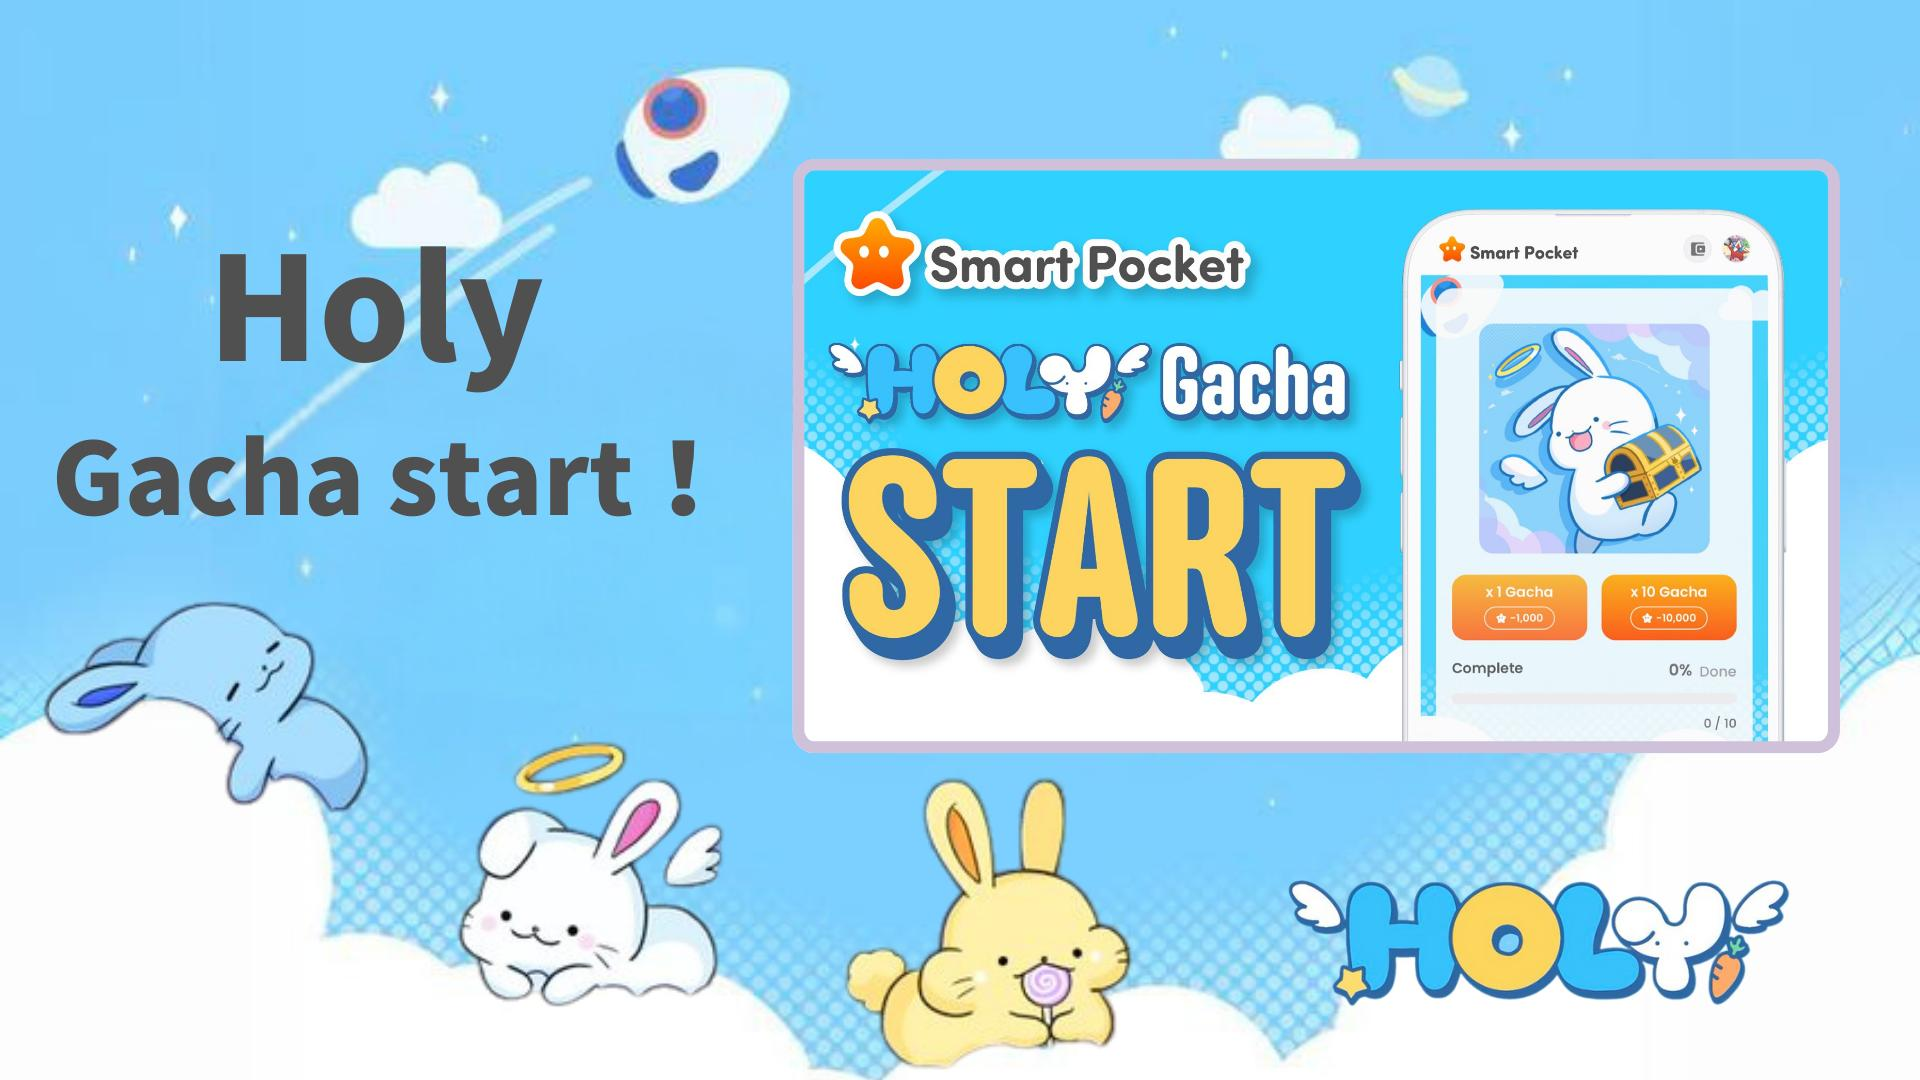 Holy
Gacha start！
Smart Pocket
HOLY Gacha
START
Smart Pocket
x 1 Gacha
-1,000
x 10 Gacha
-10,000
Complete
0% Done
0 / 10
HOLY